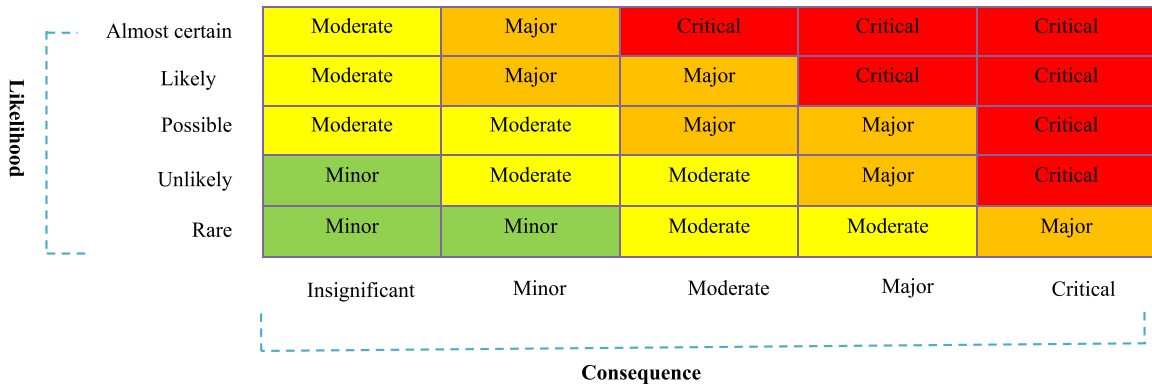 Likelihood
Almost certain Moderate Major Critical Critical Critical
Likely Moderate Major Major Critical Critical
Possible Moderate Moderate Major Major Critical
Unlikely Minor Moderate Moderate Major Critical
Rare Minor Minor Moderate Moderate Major
Insignificant Minor Moderate Major Critical
Consequence